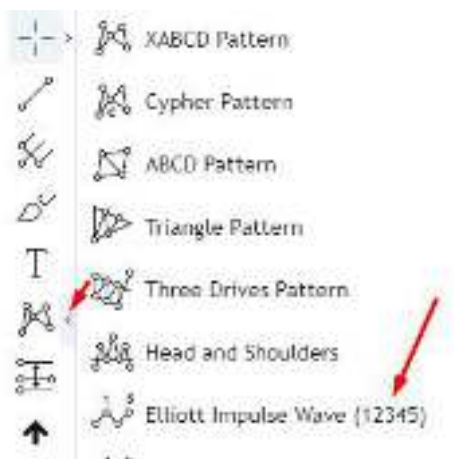 XABCD Pattern
Cypher Pattern
ABCD Pattern
Triangle Pattern
T
Three Drives Pattern
Head and Shoulders
Elliott Impulse Wave (12345)